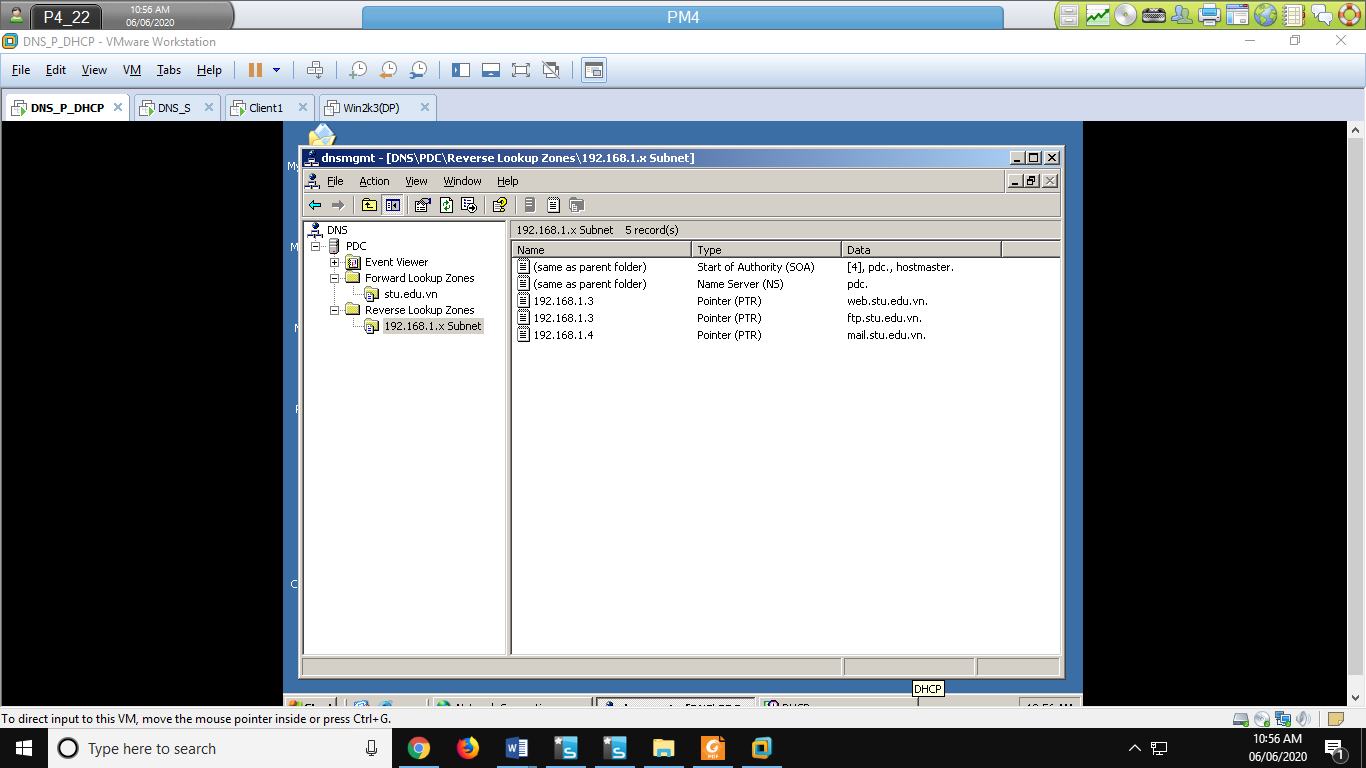 P4_22
10:56 AM
06/06/2020
PM4
DNS_P_DHCP - VMware Workstation
File Edit View VM Tabs Help
DNS_P_DHCP DNS_S Client1 Win2k3(DP)
dnsmgmt - [DNS\PDC\Reverse Lookup Zones\192.168.1.x Subnet]
File Action View Window Help
DNS
PDC
Event Viewer
Forward Lookup Zones
stu.edu.vn
Reverse Lookup Zones
192.168.1.x Subnet
192.168.1.x Subnet 5 record(s)
Name Type Data
(same as parent folder) Start of Authority (SOA) [4], pdc., hostmaster.
(same as parent folder) Name Server (NS) pdc.
192.168.1.3 Pointer (PTR) web.stu.edu.vn.
192.168.1.3 Pointer (PTR) ftp.stu.edu.vn.
192.168.1.4 Pointer (PTR) mail.stu.edu.vn.
DHCP
To direct input to this VM, move the mouse pointer inside or press Ctrl+G.
Type here to search
10:56 AM
06/06/2020
1